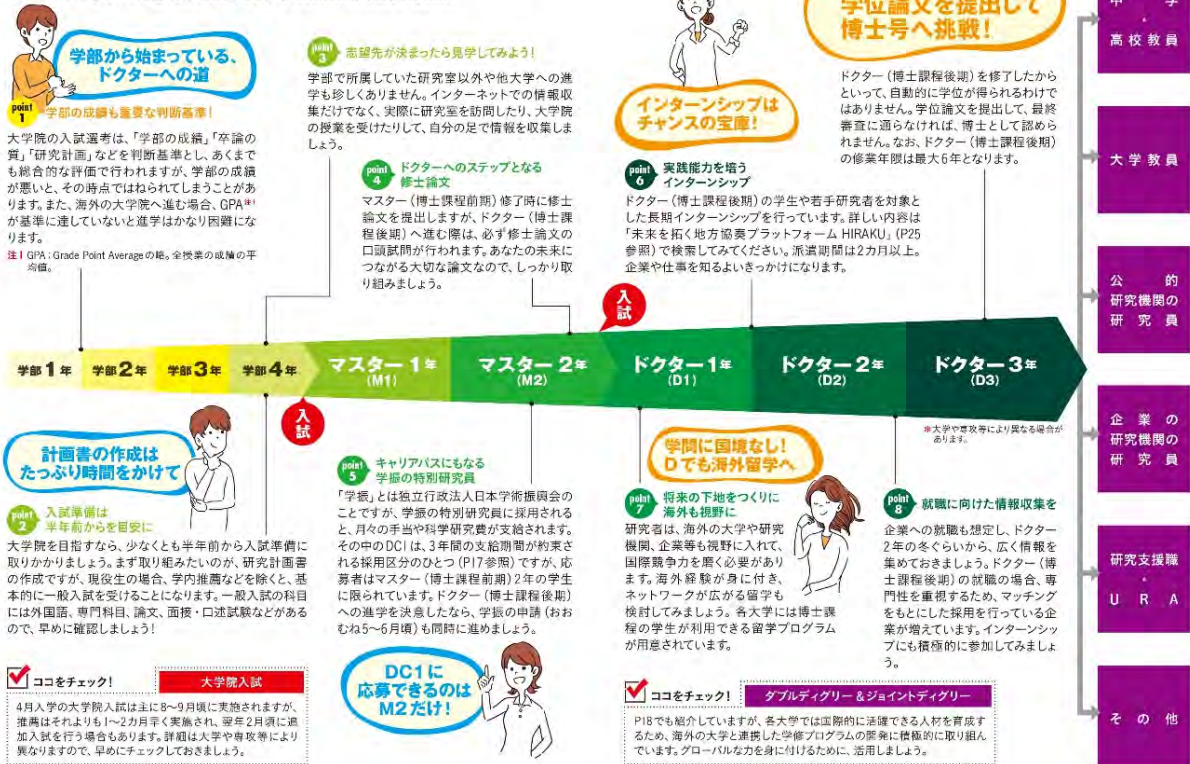 学部から始まっている、
ドクターへの道
point
1
学部の成績も重要な判断基準!
大学院の入試選考は、「学部の成績」「卒論の
質」「研究計画」などを判断基準とし、あくまで
も総合的な評価で行われますが、学部の成績
が悪いと、その時点ではねられてしまうことがあ
ります。また、海外の大学院へ進む場合、GPA※1
が基準に達していないと進学はかなり困難にな
ります。
注1 GPA:Grade Point Averageの略。全授業の成績の平
均値。
point
3
志望先が決まったら見学してみよう!
学部で所属していた研究室以外や他大学への進
学も珍しくありません。インターネットでの情報収
集だけでなく、実際に研究室を訪問したり、大学院
の授業を受けたりして、自分の足で情報を収集しま
しょう。
point
4
ドクターへのステップとなる
修士論文
マスター(博士課程前期)修了時に修士
論文を提出しますが、ドクター(博士課
程後期)へ進む際は、必ず修士論文の
口頭試問が行われます。あなたの未来に
つながる大切な論文なので、しっかり取
り組みましょう。
インターンシップは
チャンスの宝庫!
point
6
実践能力を培う
インターンシップ
ドクター(博士課程後期)の学生や若手研究者を対象と
した長期インターンシップを行っています。詳しい内容は
「未来を拓く地方協奏プラットフォーム HIRAKU」(P25
参照)で検索してみてください。派遣期間は2カ月以上。
企業や仕事を知るよいきっかけになります。
学位論文を提出して
博士号へ挑戦!
ドクター(博士課程後期)を修了したから
といって、自動的に学位が得られるわけで
はありません。学位論文を提出して、最終
審査に通らなければ、博士として認めら
れません。なお、ドクター(博士課程後期)
の修業年限は最大6年となります。
入試
学部1年
学部2年
学部3年
学部4年
マスター 1年
(M1)
マスター 2年
(M2)
ドクター 1年
(D1)
ドクター 2年
(D2)
ドクター 3年
(D3)
入試
※大学や専攻等により異なる場合が
あります。
計画書の作成は
たっぷり時間をかけて
point
2
入試準備は
半年前からを目安に
大学院を目指すなら、少なくとも半年前から入試準備に
取りかかりましょう。まず取り組みたいのが、研究計画書
の作成ですが、現役生の場合、学内推薦などを除くと、基
本的に一般入試を受けることになります。一般入試の科目
には外国語、専門科目、論文、面接・口述試験などがある
ので、早めに確認しましょう!
ココをチェック!
大学院入試
4月入学の大学院入試は主に8〜9月頃に実施されますが、
推薦はそれよりも1〜2カ月早く実施され、翌年2月頃に追
加入試を行う場合もあります。詳細は大学や専攻等により
異なりますので、早めにチェックしておきましょう。
point
5
キャリアパスにもなる
学振の特別研究員
「学振」とは独立行政法人日本学術振興会の
ことですが、学振の特別研究員に採用される
と、月々の手当や科学研究費が支給されます。
その中のDC1は、3年間の支給期間が約束さ
れる採用区分のひとつ(P17参照)ですが、応
募者はマスター(博士課程前期)2年の学生
に限られています。ドクター(博士課程後期)
への進学を決意したなら、学振の申請(おお
むね5〜6月頃)も同時に進めましょう。
DC1に
応募できるのは
M2だけ!
学問に国境なし!
Dでも海外留学へ
point
7
将来の下地をつくりに
海外も視野に
研究者は、海外の大学や研究
機関、企業等も視野に入れて、
国際競争力を磨く必要があり
ます。海外経験が身に付き、
ネットワークが広がる留学も
検討してみましょう。各大学には博士課
程の学生が利用できる留学プログラム
が用意されています。
point
8
就職に向けた情報収集を
企業への就職も想定し、ドクター
2年の冬ぐらいから、広く情報を
集めておきましょう。ドクター(博
士課程後期)の就職の場合、専
門性を重視するため、マッチング
をもとにした採用を行っている企
業が増えています。インターンシッ
プにも積極的に参加してみましょ
う。
ココをチェック!
ダブルディグリー&ジョイントディグリー
P18でも紹介していますが、各大学では国際的に活躍できる人材を育成す
るため、海外の大学と連携した学修プログラムの開発に積極的に取り組ん
でいます。グローバルな力を身に付けるために、活用しましょう。
中学・
高校教員
大学教員
公的
研究機関の
研究員
企業の
研究機関の
研究員
研究支援職
・
URA
その他